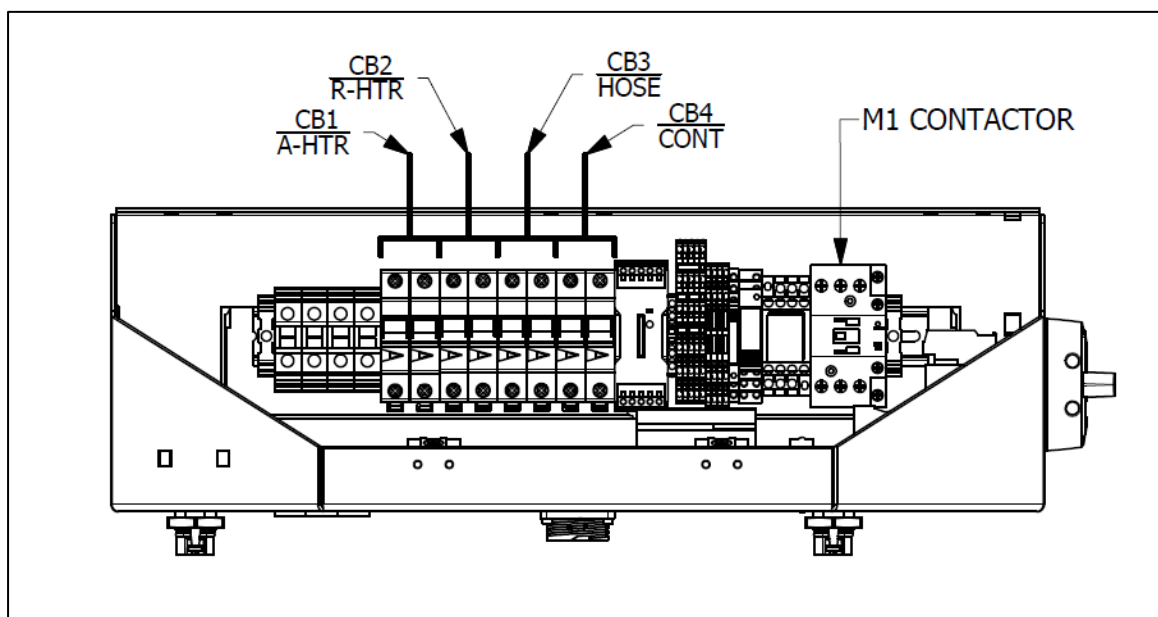 CB2
R-HTR
CB3
HOSE
CB1
A-HTR
CB4
CONT
M1 CONTACTOR